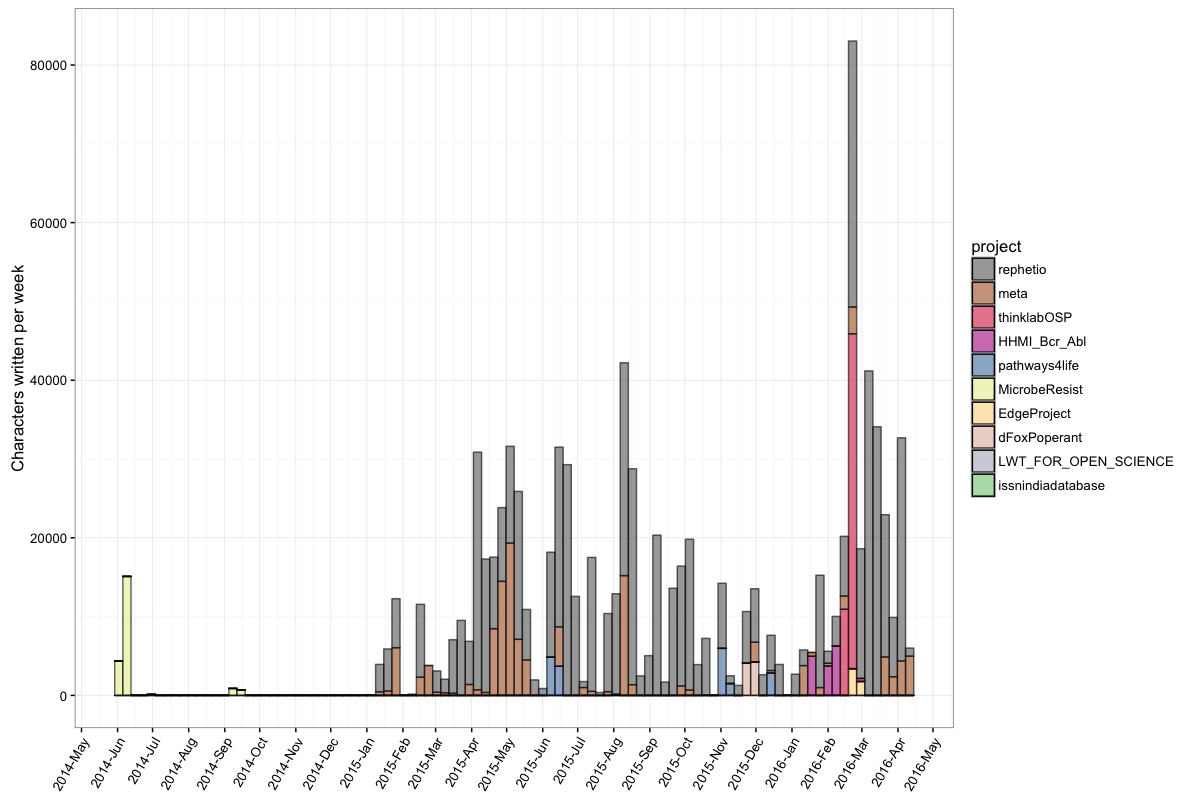 Characters written per week
80000
60000
40000
20000
0
2014-May
2014-Jun
2014-Jul
2014-Aug
2014-Sep
2014-Oct
2014-Nov
2014-Dec
2015-Jan
2015-Feb
2015-Mar
2015-Apr
2015-May
2015-Jun
2015-Jul
2015-Aug
2015-Sep
2015-Oct
2015-Nov
2015-Dec
2016-Jan
2016-Feb
2016-Mar
2016-Apr
2016-May
project
rephetio
meta
thinklabOSP
HHMI_Bcr_Abl
pathways4life
MicrobeResist
EdgeProject
dFoxPoperant
LWT_FOR_OPEN_SCIENCE
issnindiadatabase